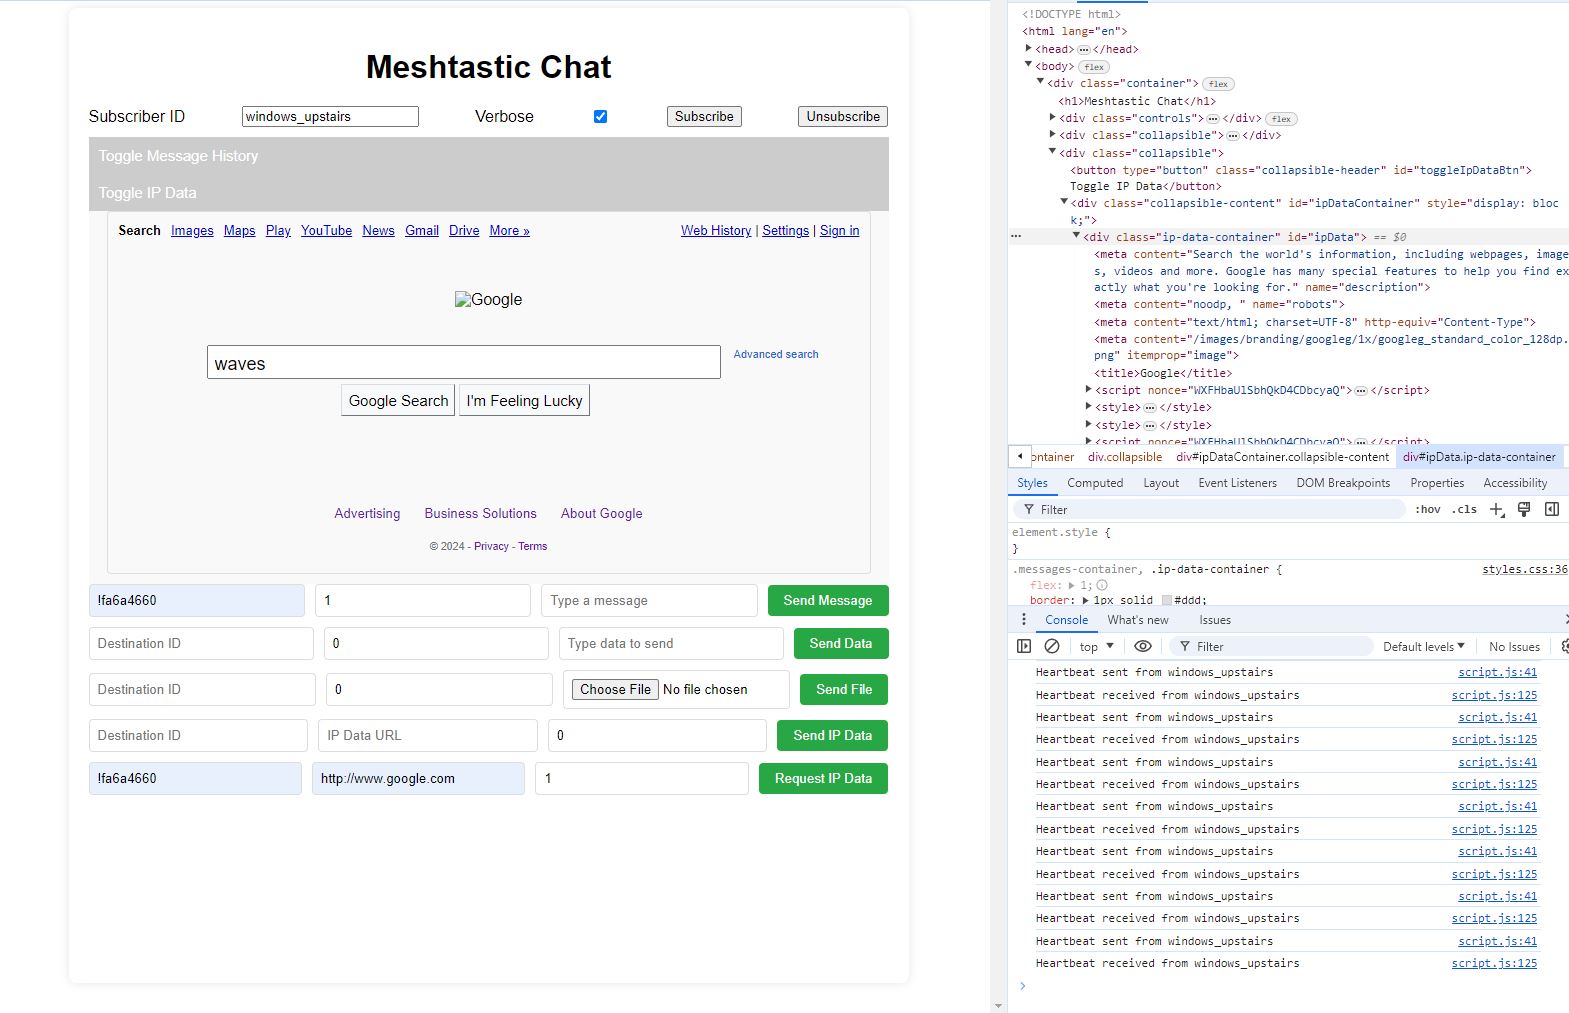 Meshtastic Chat
Subscriber ID windows_upstairs Verbose Subscribe Unsubscribe
Toggle Message History
Toggle IP Data
Search Images Maps Play YouTube News Gmail Drive More » Web History | Settings | Sign in
Google
waves Advanced search
Google Search I'm Feeling Lucky
Advertising Business Solutions About Google
© 2024 - Privacy - Terms
!fa6a4660 1 Type a message Send Message
Destination ID 0 Type data to send Send Data
Destination ID 0 Choose File No file chosen Send File
Destination ID IP Data URL 0 Send IP Data
!fa6a4660 http://www.google.com 1 Request IP Data
<!DOCTYPE html>
<html lang="en">
<head> ••• </head>
<body> flex
<div class="container"> flex
<h1>Meshtastic Chat</h1>
<div class="controls"> ••• </div> flex
<div class="collapsible"> ••• </div>
<div class="collapsible">
<button type="button" class="collapsible-header" id="toggleIpDataBtn">
Toggle IP Data</button>
<div class="collapsible-content" id="ipDataContainer" style="display: bloc
k;">
••• <div class="ip-data-container" id="ipData"> == $0
<meta content="Search the world's information, including webpages, image
s, videos and more. Google has many special features to help you find ex
actly what you're looking for." name="description">
<meta content="noodp, " name="robots">
<meta content="text/html; charset=UTF-8" http-equiv="Content-Type">
<meta content="/images/branding/googleg/1x/googleg_standard_color_128dp.
png" itemprop="image">
<title>Google</title>
<script nonce="WXFHbaUlSbhQkD4CDbcyaQ"> ••• </script>
<style> ••• </style>
<style> ••• </style>
<script nonce="WXFHbaUlSbhQkD4CDbcyaQ"> ••• </script>
ontainer div.collapsible div#ipDataContainer.collapsible-content div#ipData.ip-data-container
Styles Computed Layout Event Listeners DOM Breakpoints Properties Accessibility
Filter :hov .cls
element.style {
}
.messages-container, .ip-data-container { styles.css:36
flex: 1;
border: 1px solid #ddd;
Console What's new Issues
top Filter Default levels No Issues
Heartbeat sent from windows_upstairs script.js:41
Heartbeat received from windows_upstairs script.js:125
Heartbeat sent from windows_upstairs script.js:41
Heartbeat received from windows_upstairs script.js:125
Heartbeat sent from windows_upstairs script.js:41
Heartbeat received from windows_upstairs script.js:125
Heartbeat sent from windows_upstairs script.js:41
Heartbeat received from windows_upstairs script.js:125
Heartbeat sent from windows_upstairs script.js:41
Heartbeat received from windows_upstairs script.js:125
Heartbeat sent from windows_upstairs script.js:41
Heartbeat received from windows_upstairs script.js:125
Heartbeat sent from windows_upstairs script.js:41
Heartbeat received from windows_upstairs script.js:125